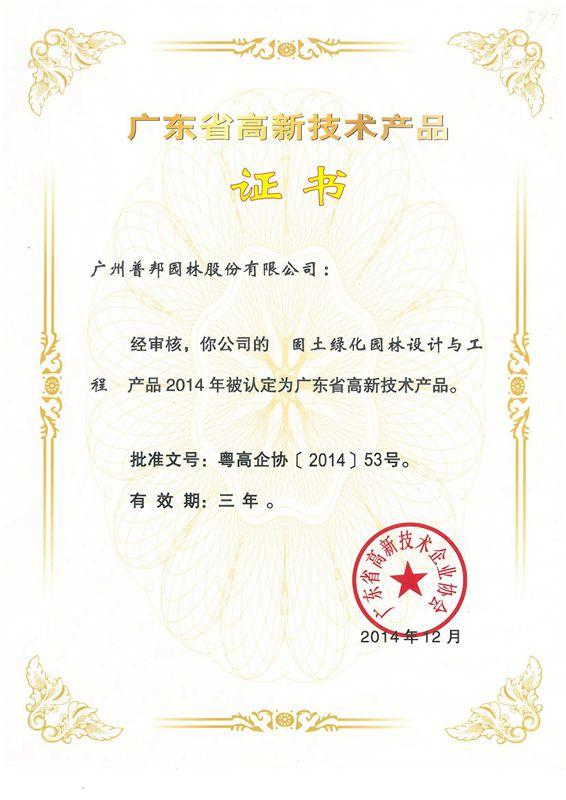 597
广东省高新技术产品
证书
广州普邦园林股份有限公司：
经审核，你公司的 固土绿化园林设计与工
程 产品2014年被认定为广东省高新技术产品。
批准文号：粤高企协〔2014〕53号。
有效期：三年。
广东省高新技术企业协会
2014年12月